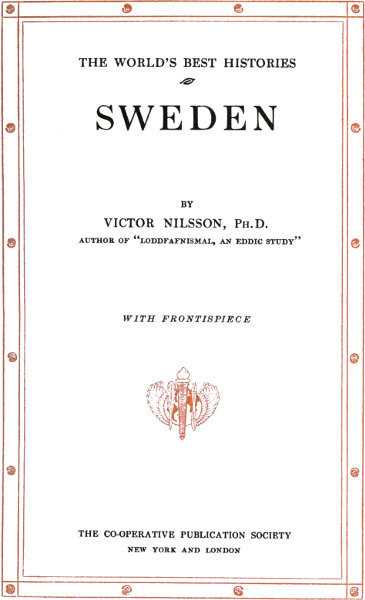 THE WORLD'S BEST HISTORIES
SWEDEN
BY
VICTOR NILSSON, PH.D.
AUTHOR OF "LODDFAFNISMAL, AN EDDIC STUDY"
WITH FRONTISPIECE
THE CO-OPERATIVE PUBLICATION SOCIETY
NEW YORK AND LONDON